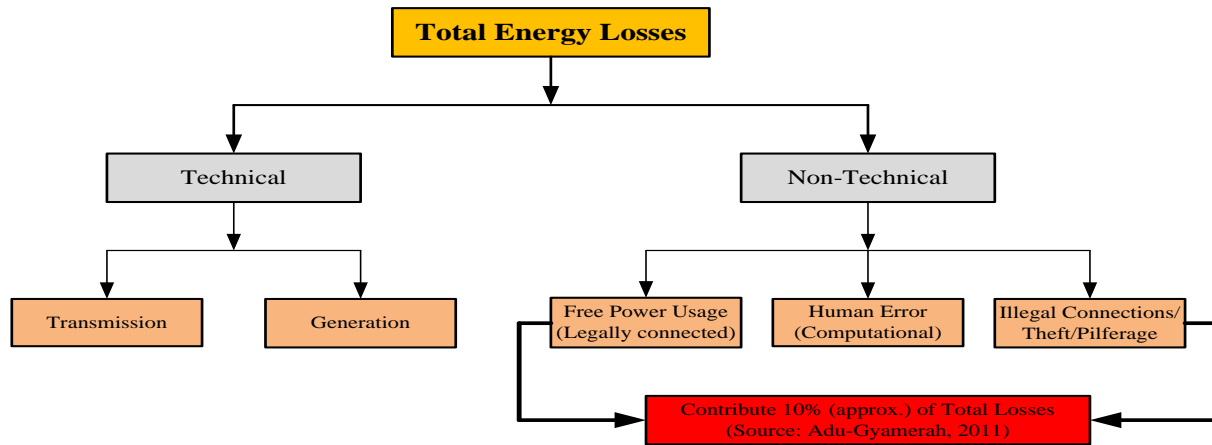 Total Energy Losses
Technical
Non-Technical
Transmission
Generation
Free Power Usage
(Legally connected)
Human Error
(Computational)
Illegal Connections/
Theft/Pilferage
Contribute 10% (approx.) of Total Losses
(Source: Adu-Gyamerah, 2011)